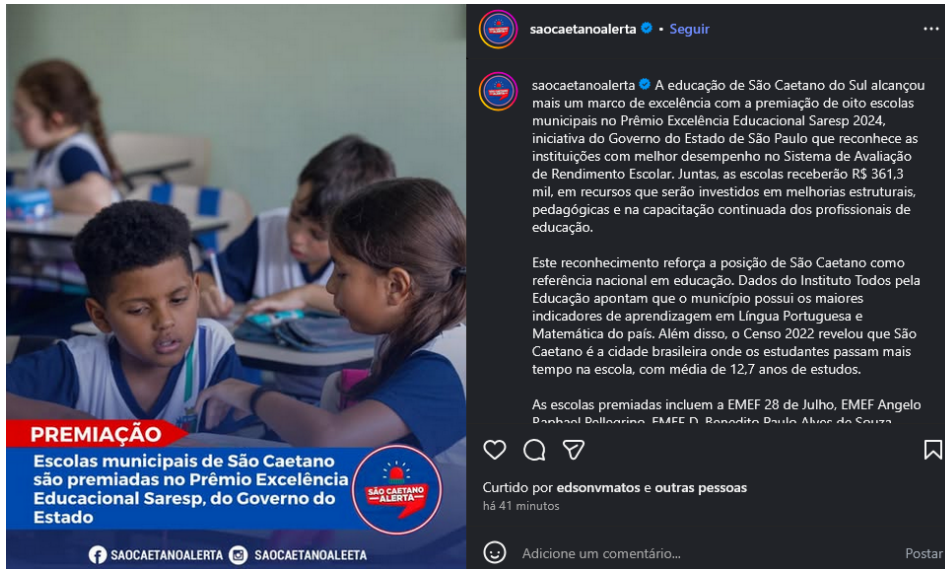 PREMIAÇÃO
Escolas municipais de São Caetano
são premiadas no Prêmio Excelência
Educacional Saresp, do Governo do
Estado
SÃO CAETANO
ALERTA
SAOCAETANOALERTA SAOCAETANOALEETA
saocaetanoalerta • Seguir
saocaetanoalerta A educação de São Caetano do Sul alcançou
mais um marco de excelência com a premiação de oito escolas
municipais no Prêmio Excelência Educacional Saresp 2024,
iniciativa do Governo do Estado de São Paulo que reconhece as
instituições com melhor desempenho no Sistema de Avaliação
de Rendimento Escolar. Juntas, as escolas receberão R$ 361,3
mil, em recursos que serão investidos em melhorias estruturais,
pedagógicas e na capacitação continuada dos profissionais de
educação.
Este reconhecimento reforça a posição de São Caetano como
referência nacional em educação. Dados do Instituto Todos pela
Educação apontam que o município possui os maiores
indicadores de aprendizagem em Língua Portuguesa e
Matemática do país. Além disso, o Censo 2022 revelou que São
Caetano é a cidade brasileira onde os estudantes passam mais
tempo na escola, com média de 12,7 anos de estudos.
As escolas premiadas incluem a EMEF 28 de Julho, EMEF Angelo
Raphael Pellegrino, EMEF D. Benedito Paulo Alves de Souza
Curtido por edsonvmatos e outras pessoas
há 41 minutos
Adicione um comentário... Postar